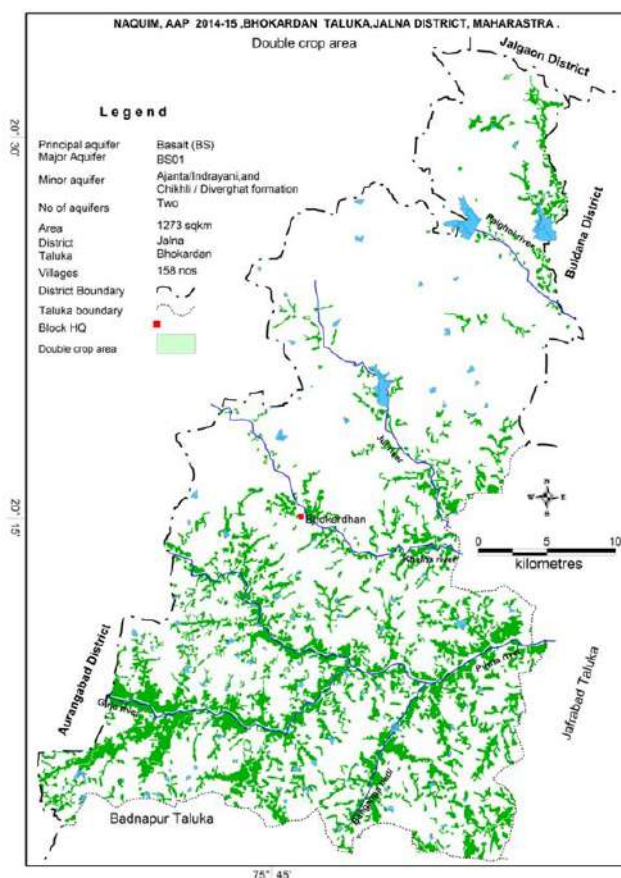 NAQUIM, AAP 2014-15 ,BHOKARDAN TALUKA,JALNA DISTRICT, MAHARASTRA .
Double crop area
Jalgaon District
Legend
20° 30'
Principal aquifer Basalt (BS)
Major Aquifer BS01
Minor aquifer Ajanta/Indrayani,and
Chikhli / Diverghat formation
No of aquifers Two
Area 1273 sqkm
District Jalna
Taluka Bhokardan
Villages 158 nos
District Boundary
Taluka boundary
Block HQ
Double crop area
Buldana District
river
20° 15'
Bhokardhan
N
W E
S
0 5 10
kilometres
river
Aurangabad District
Purna river
Girja River
Jafrabad Taluka
Badnapur Taluka
75° 45'